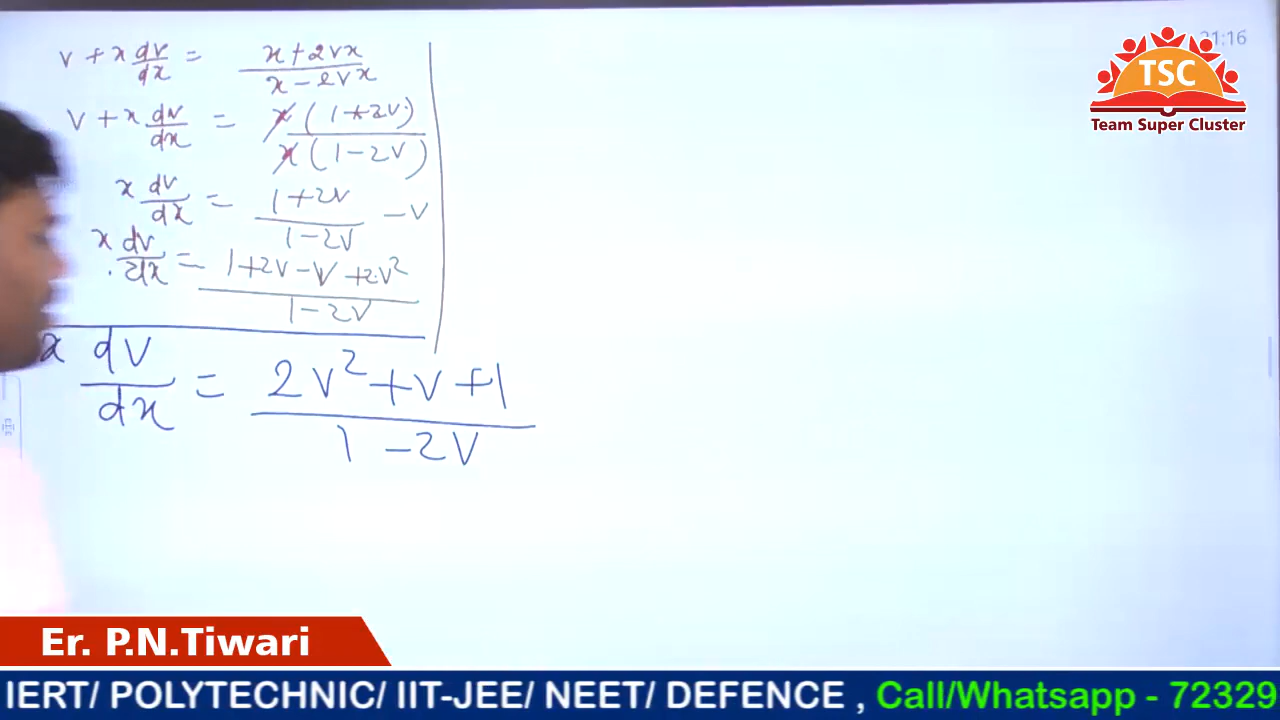 v + x dv/dx = x + 2vx / x - 2vx
v + x dv/dx = x(1+2v) / x(1-2v)
x dv/dx = 1+2v / 1-2v - v
x dv/dx = 1+2v-v+2v² / 1-2v
x dv/dx = 2v²+v+1 / 1-2v
21:16
TSC
Team Super Cluster
Er. P.N.Tiwari
IERT/ POLYTECHNIC/ IIT-JEE/ NEET/ DEFENCE , Call/Whatsapp - 72329